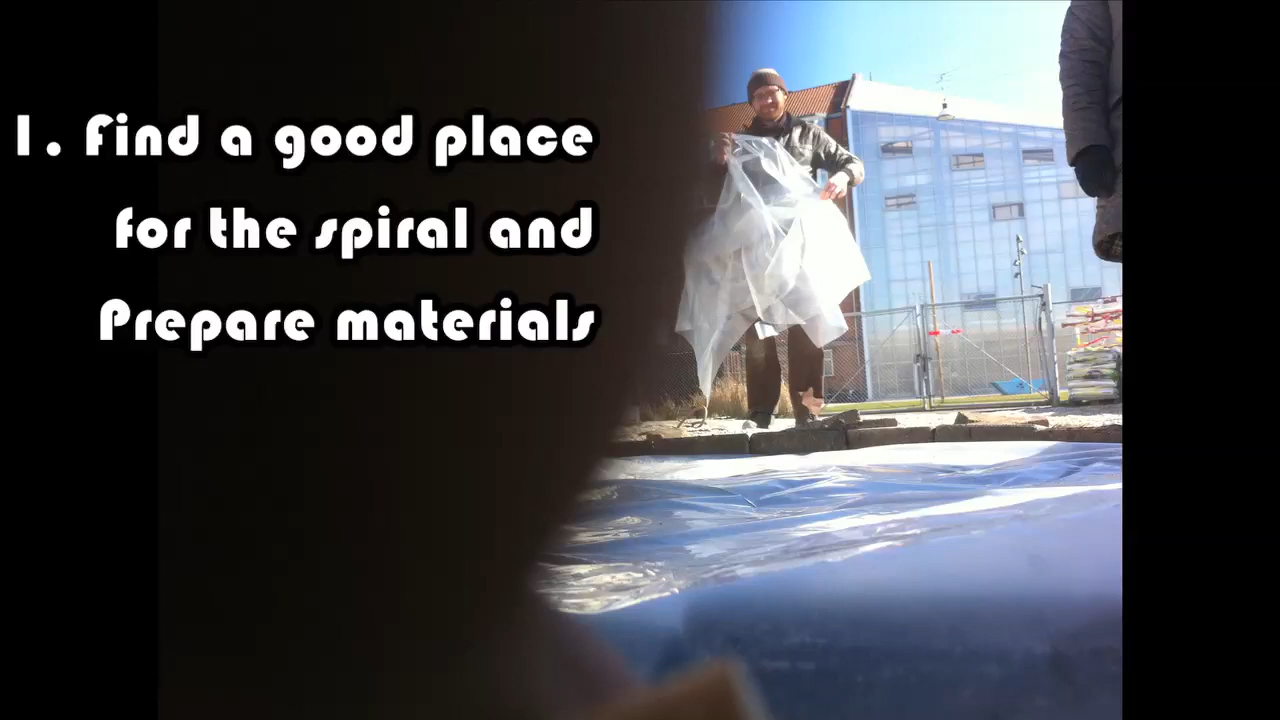 1. Find a good place
for the spiral and
Prepare materials